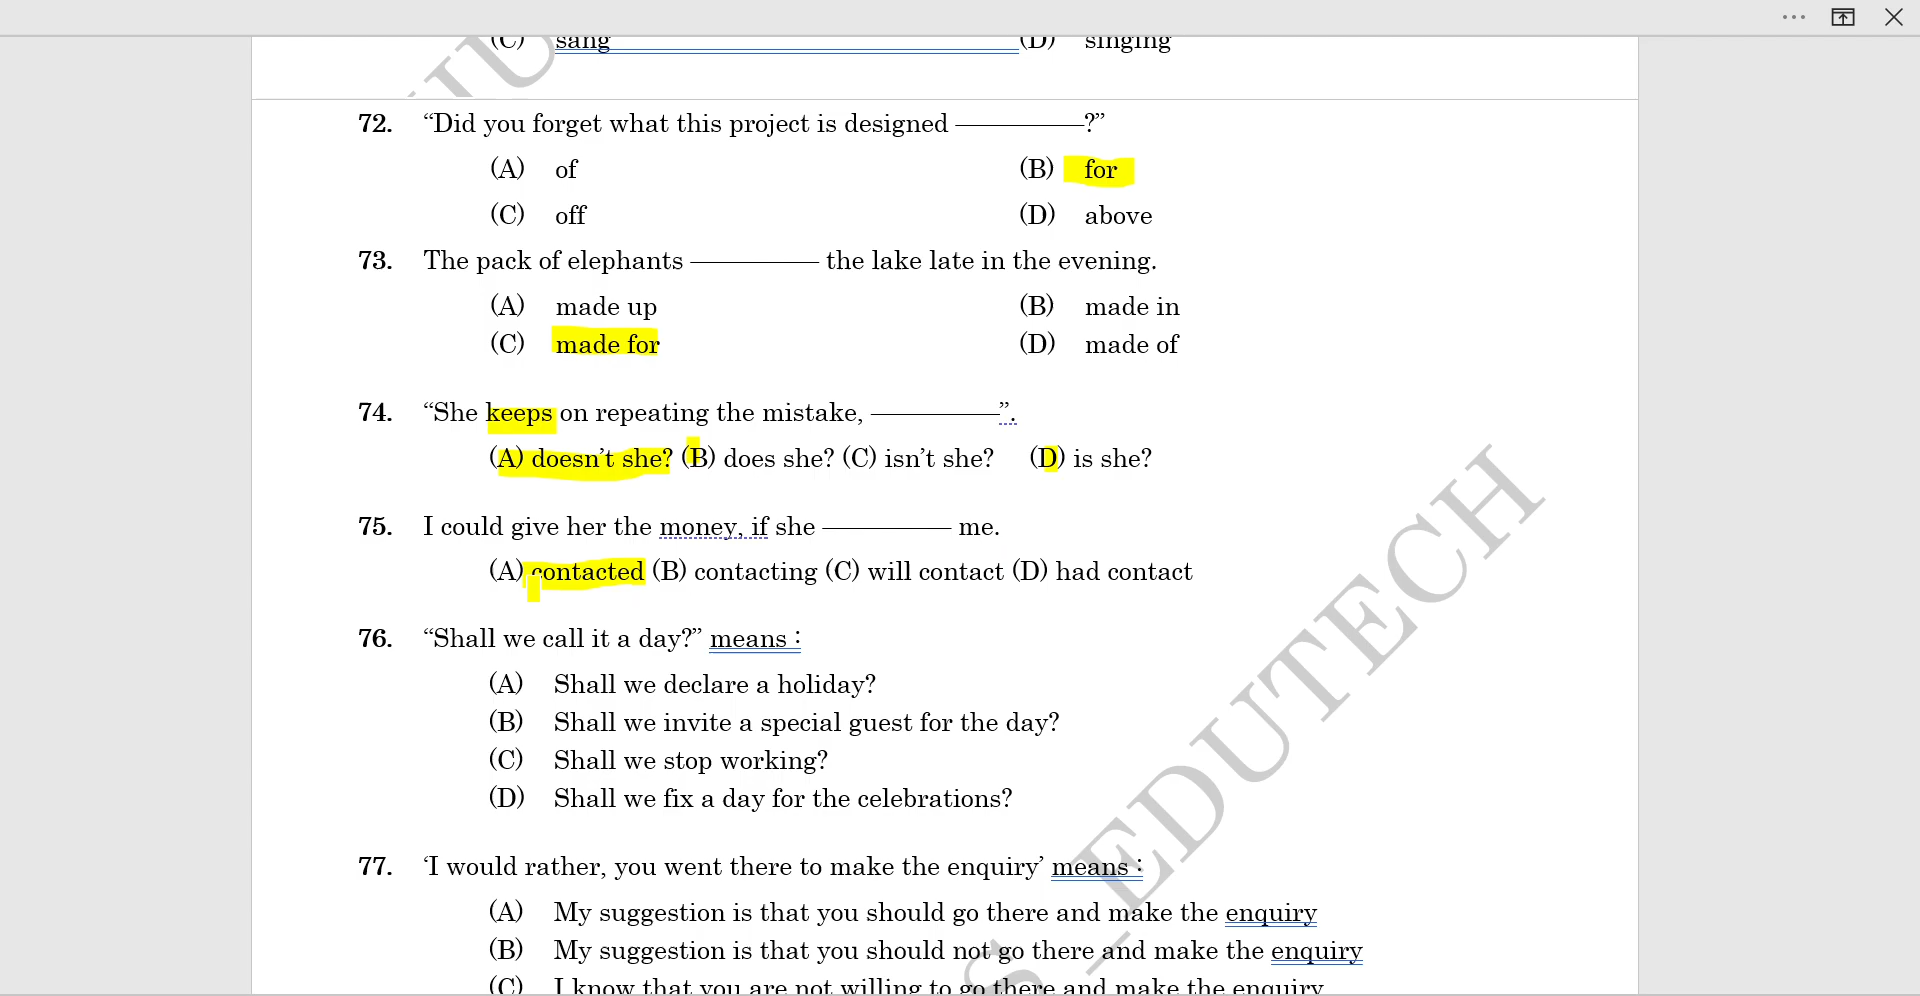 (C) sang (D) singing
72. “Did you forget what this project is designed ————?”
(A) of (B) for
(C) off (D) above
73. The pack of elephants ———— the lake late in the evening.
(A) made up (B) made in
(C) made for (D) made of
74. “She keeps on repeating the mistake, ————”.
(A) doesn’t she? (B) does she? (C) isn’t she? (D) is she?
75. I could give her the money, if she ———— me.
(A) contacted (B) contacting (C) will contact (D) had contact
76. “Shall we call it a day?” means :
(A) Shall we declare a holiday?
(B) Shall we invite a special guest for the day?
(C) Shall we stop working?
(D) Shall we fix a day for the celebrations?
77. ‘I would rather, you went there to make the enquiry’ means :
(A) My suggestion is that you should go there and make the enquiry
(B) My suggestion is that you should not go there and make the enquiry
(C) I know that you are not willing to go there and make the enquiry
S_EDUTECH